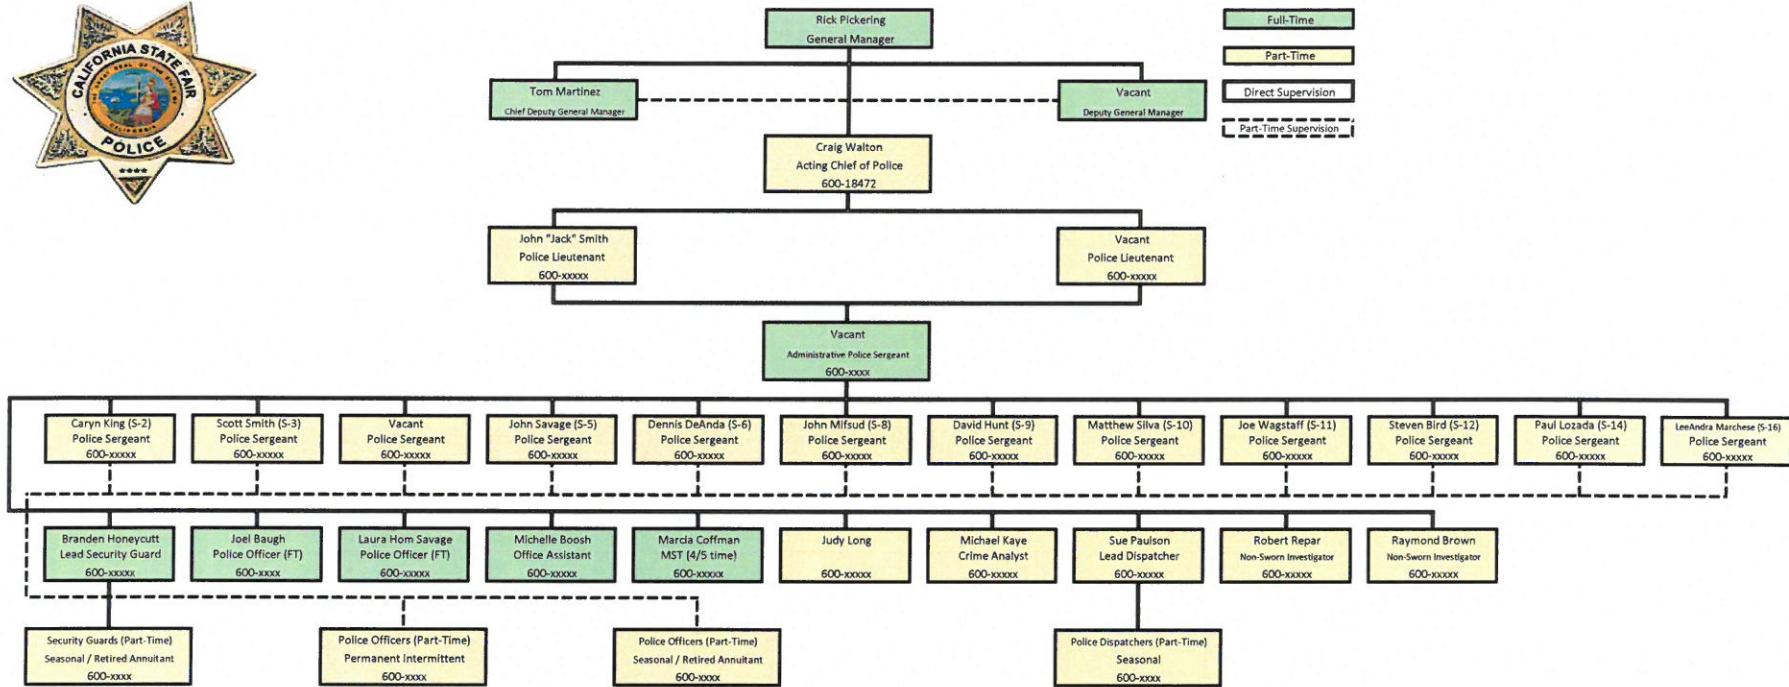 CALIFORNIA STATE FAIR
POLICE
Rick Pickering
General Manager
Full-Time
Part-Time
Direct Supervision
Part-Time Supervision
Tom Martinez
Chief Deputy General Manager
Vacant
Deputy General Manager
Craig Walton
Acting Chief of Police
600-18472
John "Jack" Smith
Police Lieutenant
600-xxxxx
Vacant
Police Lieutenant
600-xxxxx
Vacant
Administrative Police Sergeant
600-xxxx
Caryn King (S-2)
Police Sergeant
600-xxxxx
Scott Smith (S-3)
Police Sergeant
600-xxxxx
Vacant
Police Sergeant
600-xxxxx
John Savage (S-5)
Police Sergeant
600-xxxxx
Dennis DeAnda (S-6)
Police Sergeant
600-xxxxx
John Mifsud (S-8)
Police Sergeant
600-xxxxx
David Hunt (S-9)
Police Sergeant
600-xxxxx
Matthew Silva (S-10)
Police Sergeant
600-xxxxx
Joe Wagstaff (S-11)
Police Sergeant
600-xxxxx
Steven Bird (S-12)
Police Sergeant
600-xxxxx
Paul Lozada (S-14)
Police Sergeant
600-xxxxx
LeeAndra Marchese (S-16)
Police Sergeant
600-xxxxx
Branden Honeycutt
Lead Security Guard
600-xxxxx
Joel Baugh
Police Officer (FT)
600-xxxx
Laura Hom Savage
Police Officer (FT)
600-xxxxx
Michelle Boosh
Office Assistant
600-xxxxx
Marcia Coffman
MST (4/5 time)
600-xxxxx
Judy Long
600-xxxxx
Michael Kaye
Crime Analyst
600-xxxxx
Sue Paulson
Lead Dispatcher
600-xxxxx
Robert Repar
Non-Sworn Investigator
600-xxxxx
Raymond Brown
Non-Sworn Investigator
600-xxxxx
Security Guards (Part-Time)
Seasonal / Retired Annuitant
600-xxxx
Police Officers (Part-Time)
Permanent Intermittent
600-xxxx
Police Officers (Part-Time)
Seasonal / Retired Annuitant
600-xxxx
Police Dispatchers (Part-Time)
Seasonal
600-xxxx